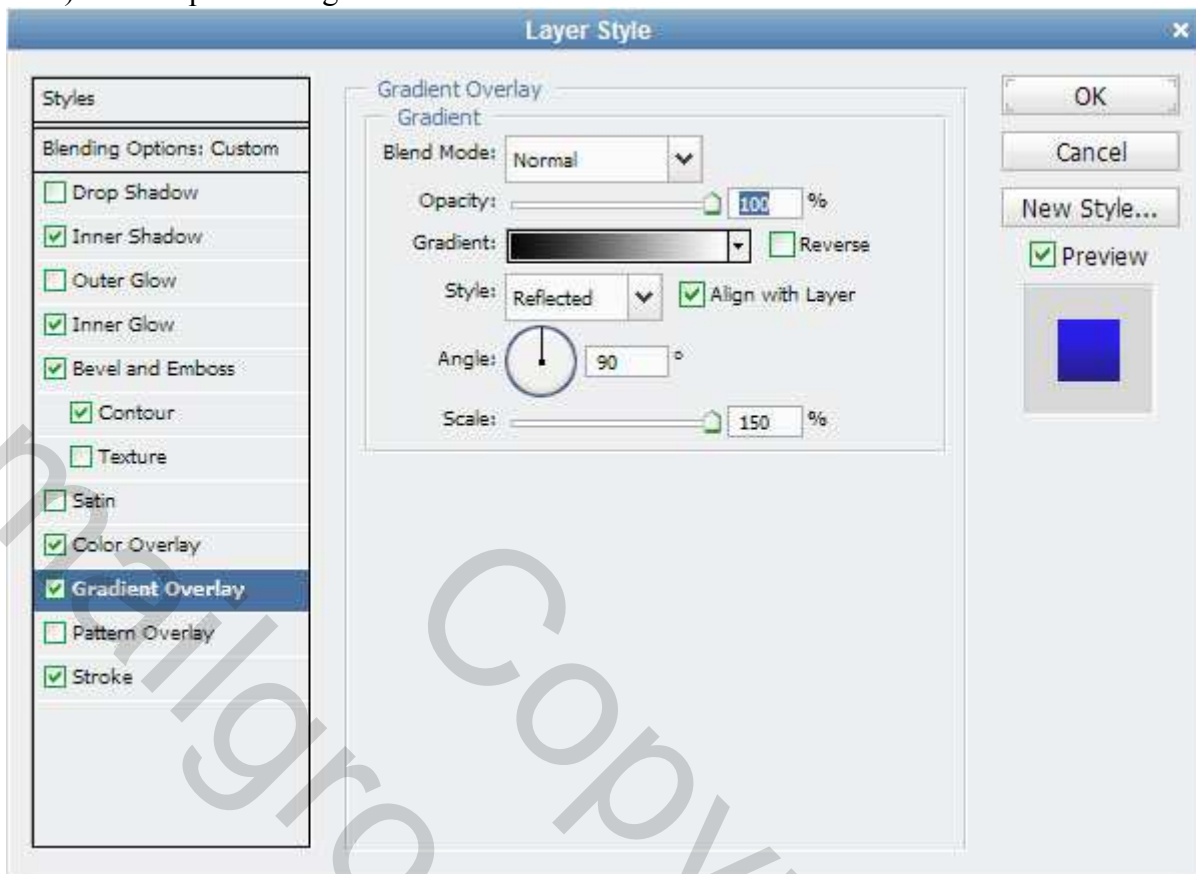 Layer Style
Styles
Blending Options: Custom
Drop Shadow
Inner Shadow
Outer Glow
Inner Glow
Bevel and Emboss
Contour
Texture
Satin
Color Overlay
Gradient Overlay
Pattern Overlay
Stroke
Gradient Overlay
Gradient
Blend Mode: Normal
Opacity: 100 %
Gradient: Reverse
Style: Reflected Align with Layer
Angle: 90 °
Scale: 150 %
OK
Cancel
New Style...
Preview